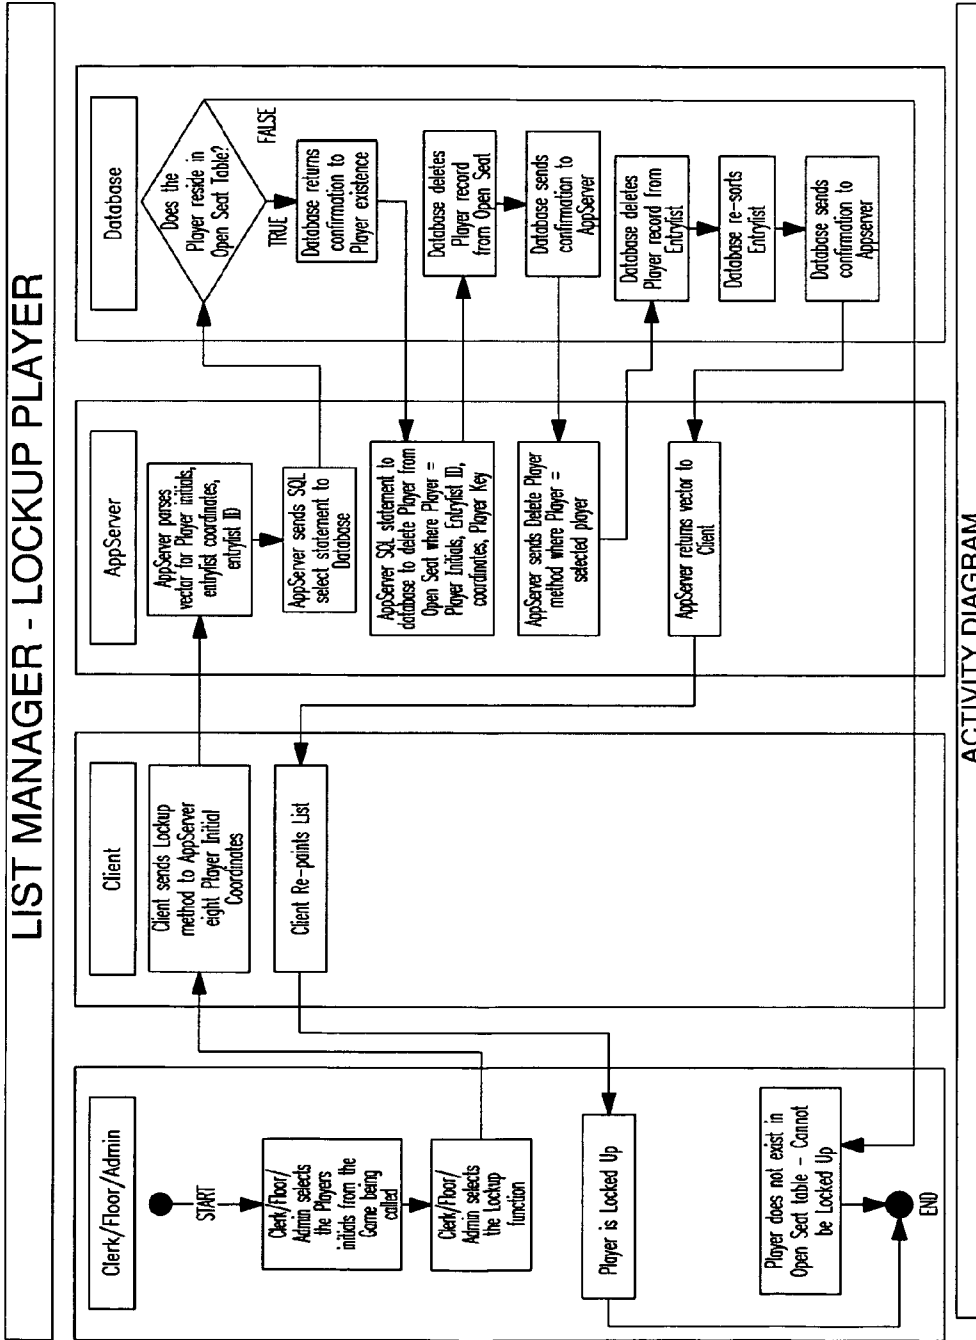 LIST MANAGER - LOCKUP PLAYER
Clerk/Floor/Admin
START
Clerk/Floor/
Admin selects
the Players
initials from the
Game being
called
Clerk/Floor/
Admin selects
the Lockup
function
Player is Locked Up
Player does not exist in
Open Seat table - Cannot
be Locked Up
END
Client
Client sends Lockup
method to AppServer
eight Player Initial
Coordinates
Client Re-paints List
AppServer
AppServer parses
vector for Player initials,
entrylist coordinates,
entrylist ID
AppServer sends SQL
select statement to
Database
AppServer SQL statement to
database to delete Player from
Open Seat where Player =
Player Initials, Entrylist ID,
coordinates, Player Key
AppServer sends Delete Player
method where Player =
selected player
AppServer returns vector to
Client
Database
Does the
Player reside in
Open Seat Table?
TRUE
FALSE
Database returns
confirmation to
Player existence
Database deletes
Player record
from Open Seat
Database sends
confirmation to
AppServer
Database deletes
Player record from
Entrylist
Database re-sorts
Entrylist
Database sends
confirmation to
Appserver
ACTIVITY DIAGRAM